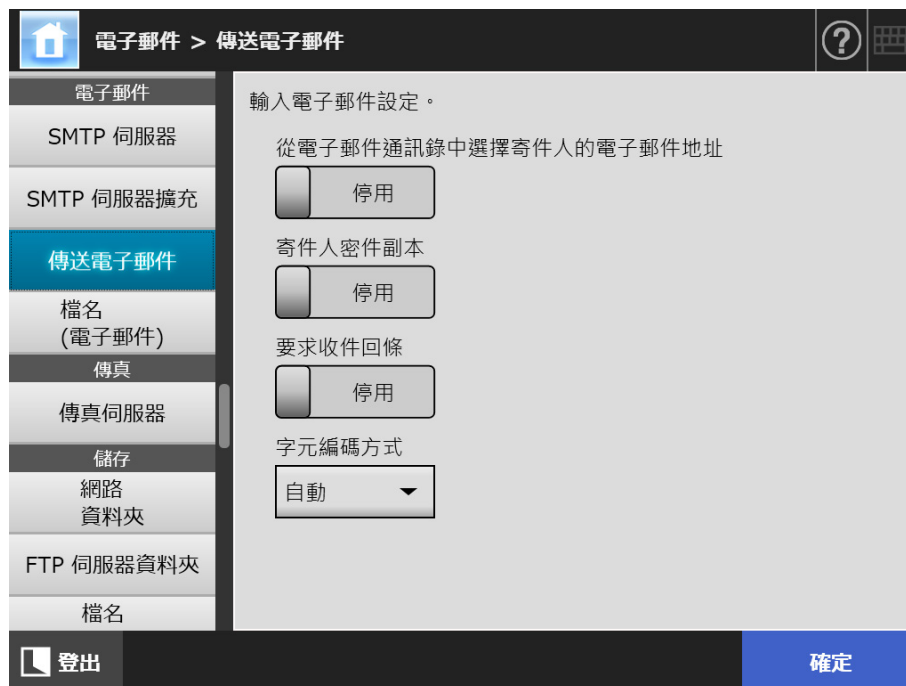 電子郵件 > 傳送電子郵件
?
電子郵件
SMTP 伺服器
SMTP 伺服器擴充
傳送電子郵件
檔名
(電子郵件)
傳真
傳真伺服器
儲存
網路
資料夾
FTP 伺服器資料夾
檔名
輸入電子郵件設定。
從電子郵件通訊錄中選擇寄件人的電子郵件地址
停用
寄件人密件副本
停用
要求收件回條
停用
字元編碼方式
自動
登出
確定